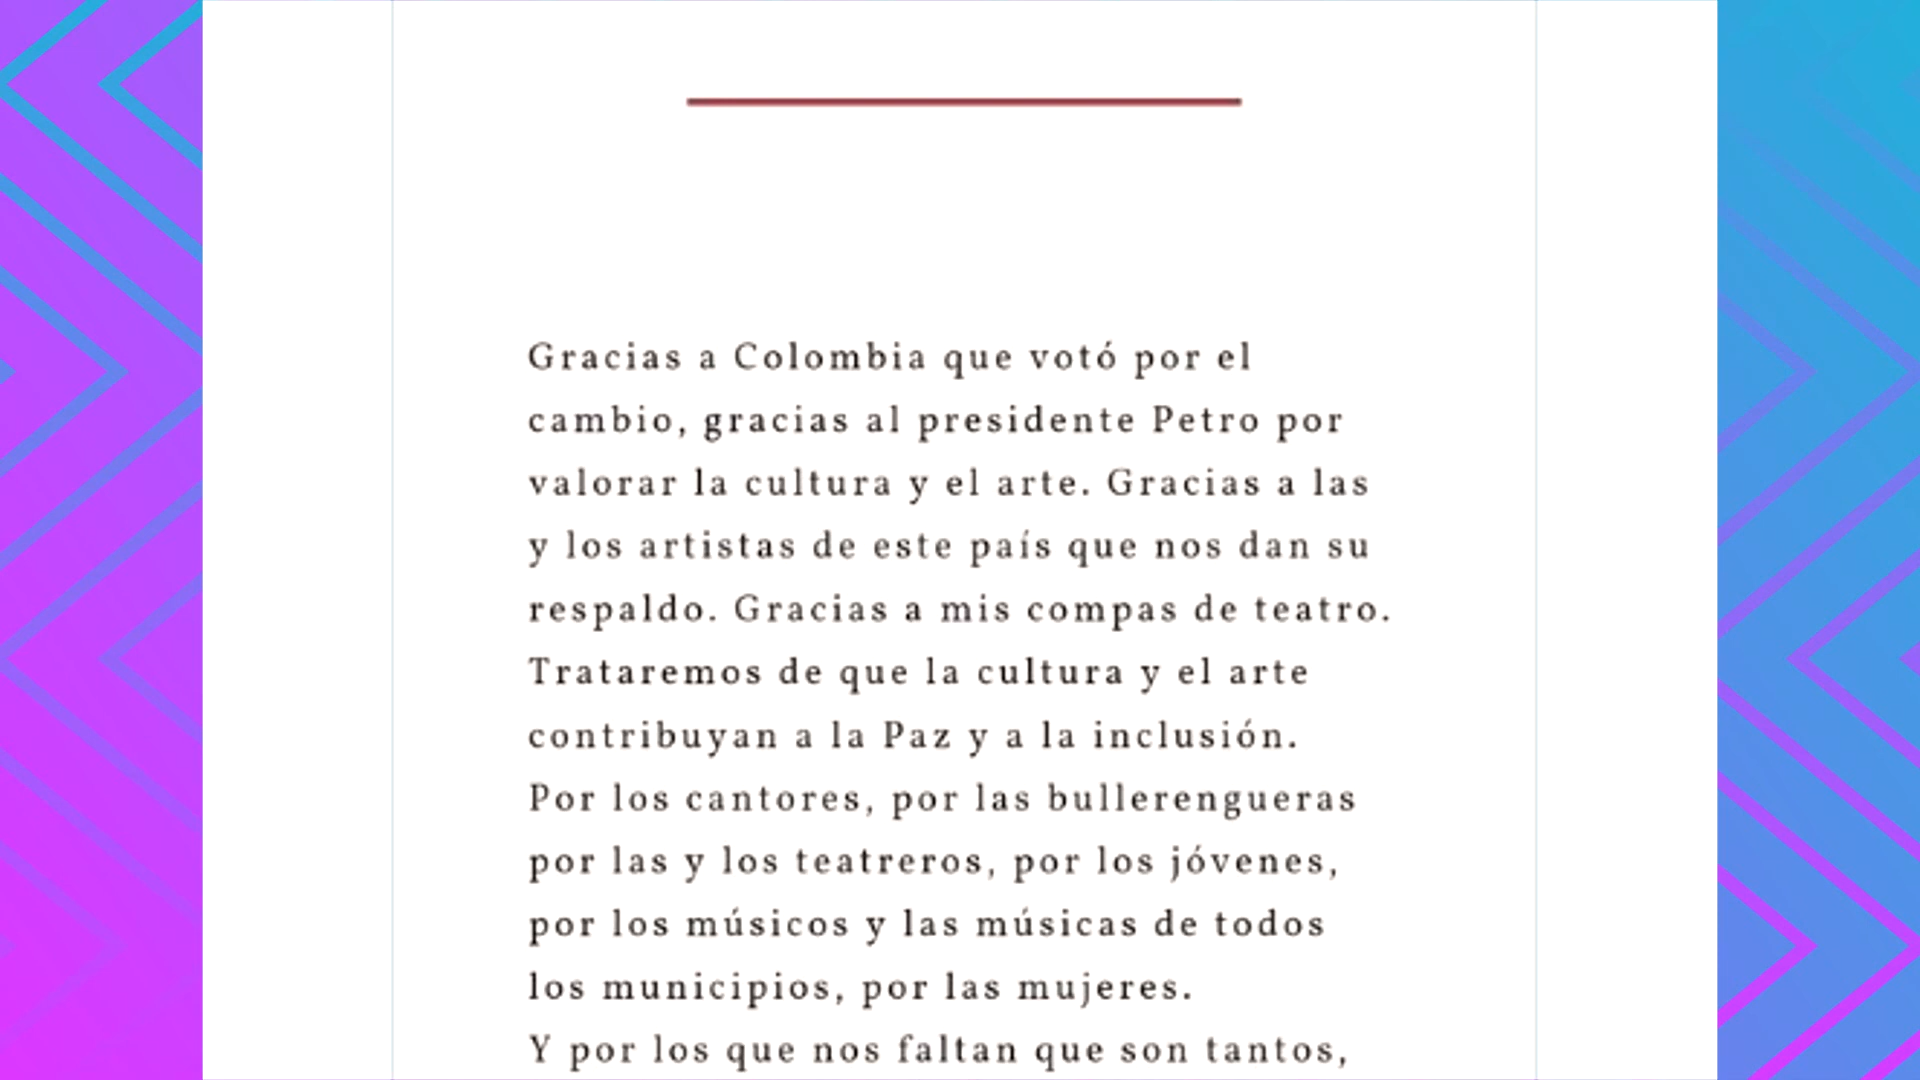 Gracias a Colombia que votó por el
cambio, gracias al presidente Petro por
valorar la cultura y el arte. Gracias a las
y los artistas de este país que nos dan su
respaldo. Gracias a mis compas de teatro.
Trataremos de que la cultura y el arte
contribuyan a la Paz y a la inclusión.
Por los cantores, por las bullerengueras
por las y los teatreros, por los jóvenes,
por los músicos y las músicas de todos
los municipios, por las mujeres.
Y por los que nos faltan que son tantos,